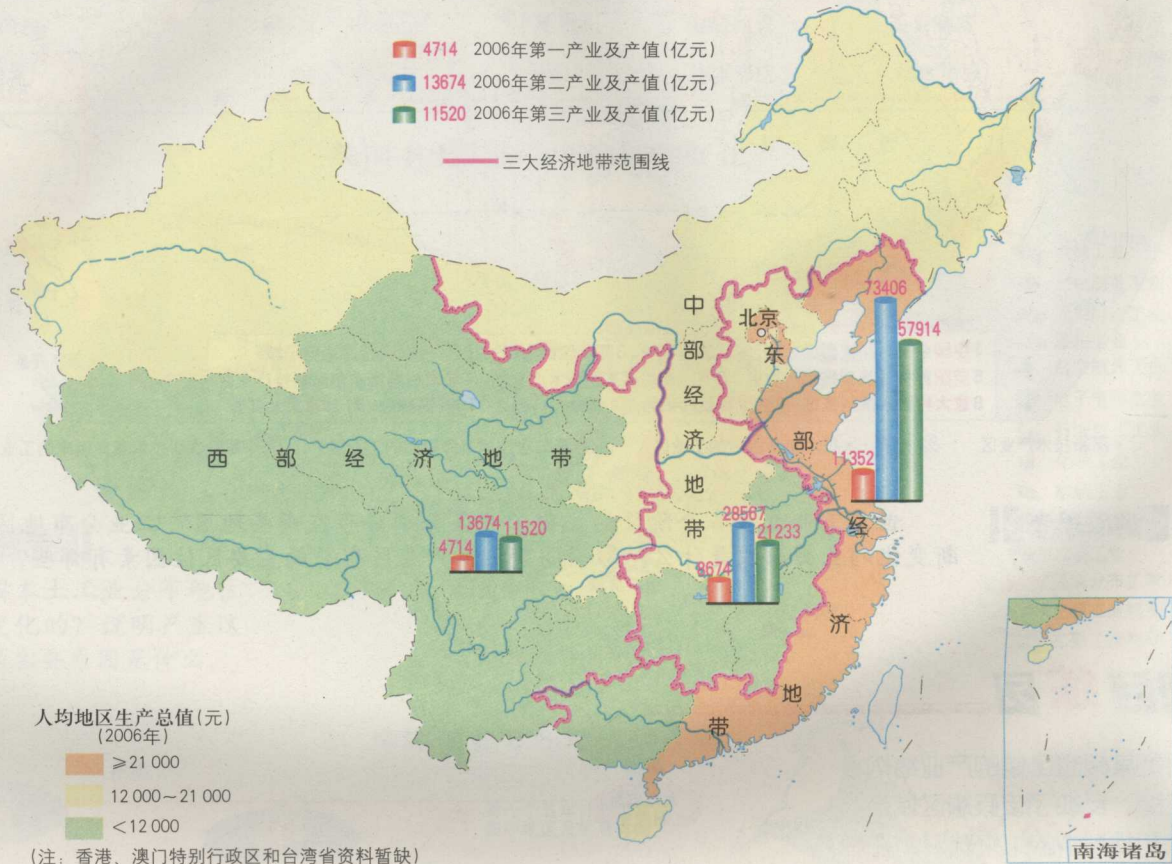 4714 2006年第一产业及产值(亿元)
13674 2006年第二产业及产值(亿元)
11520 2006年第三产业及产值(亿元)
三大经济地带范围线
中部经济地带
北京
东部经济地带
73406
57914
11352
西部经济地带
13674
11520
4714
28567
21233
8674
人均地区生产总值(元)
(2006年)
≥21 000
12 000~21 000
<12 000
(注：香港、澳门特别行政区和台湾省资料暂缺)
南海诸岛